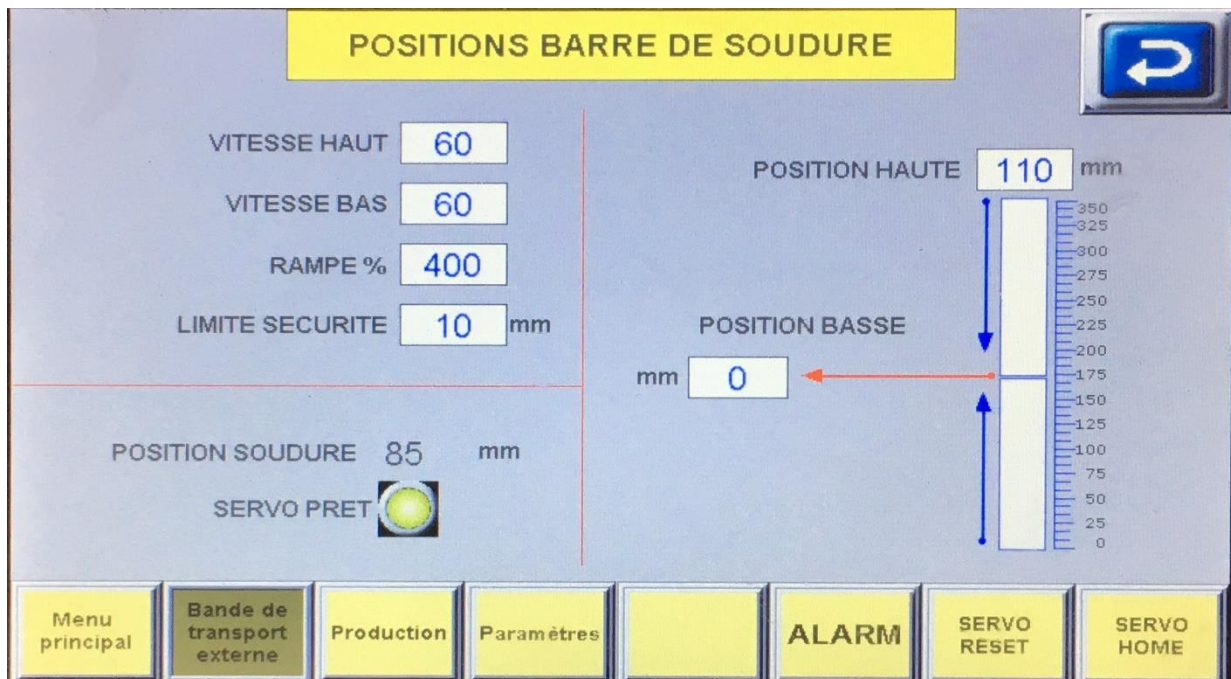 POSITIONS BARRE DE SOUDURE
VITESSE HAUT 60
VITESSE BAS 60
RAMPE % 400
LIMITE SECURITE 10 mm
POSITION SOUDURE 85 mm
SERVO PRET
POSITION HAUTE 110 mm
POSITION BASSE
mm 0
350
325
300
275
250
225
200
175
150
125
100
75
50
25
0
Menu
principal
Bande de
transport
externe
Production
Paramètres
ALARM
SERVO
RESET
SERVO
HOME